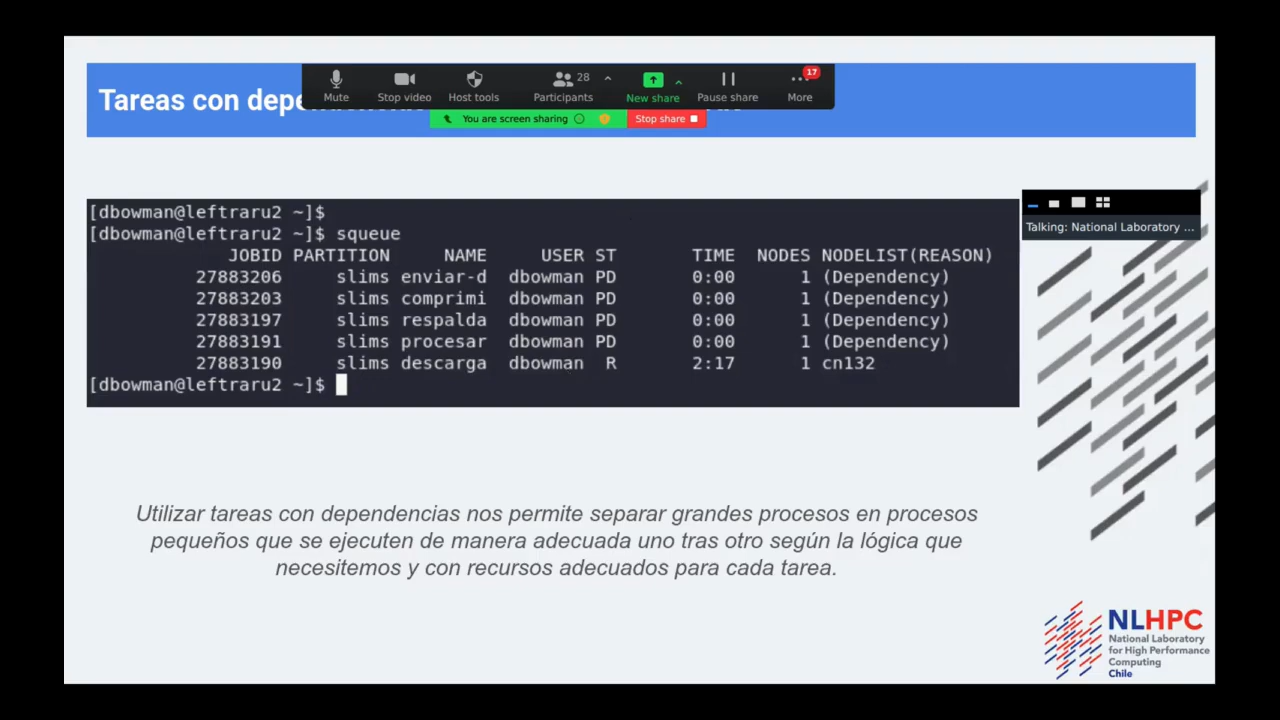 Tareas con depe
Mute
Stop video
Host tools
Participants
28
New share
Pause share
More
17
You are screen sharing
Stop share
Talking: National Laboratory ...
[dbowman@leftraru2 ~]$
[dbowman@leftraru2 ~]$ squeue
JOBID PARTITION NAME USER ST TIME NODES NODELIST(REASON)
27883206 slims enviar-d dbowman PD 0:00 1 (Dependency)
27883203 slims comprimi dbowman PD 0:00 1 (Dependency)
27883197 slims respalda dbowman PD 0:00 1 (Dependency)
27883191 slims procesar dbowman PD 0:00 1 (Dependency)
27883190 slims descarga dbowman R 2:17 1 cn132
[dbowman@leftraru2 ~]$
Utilizar tareas con dependencias nos permite separar grandes procesos en procesos
pequeños que se ejecuten de manera adecuada uno tras otro según la lógica que
necesitemos y con recursos adecuados para cada tarea.
NLHPC
National Laboratory
for High Performance
Computing
Chile